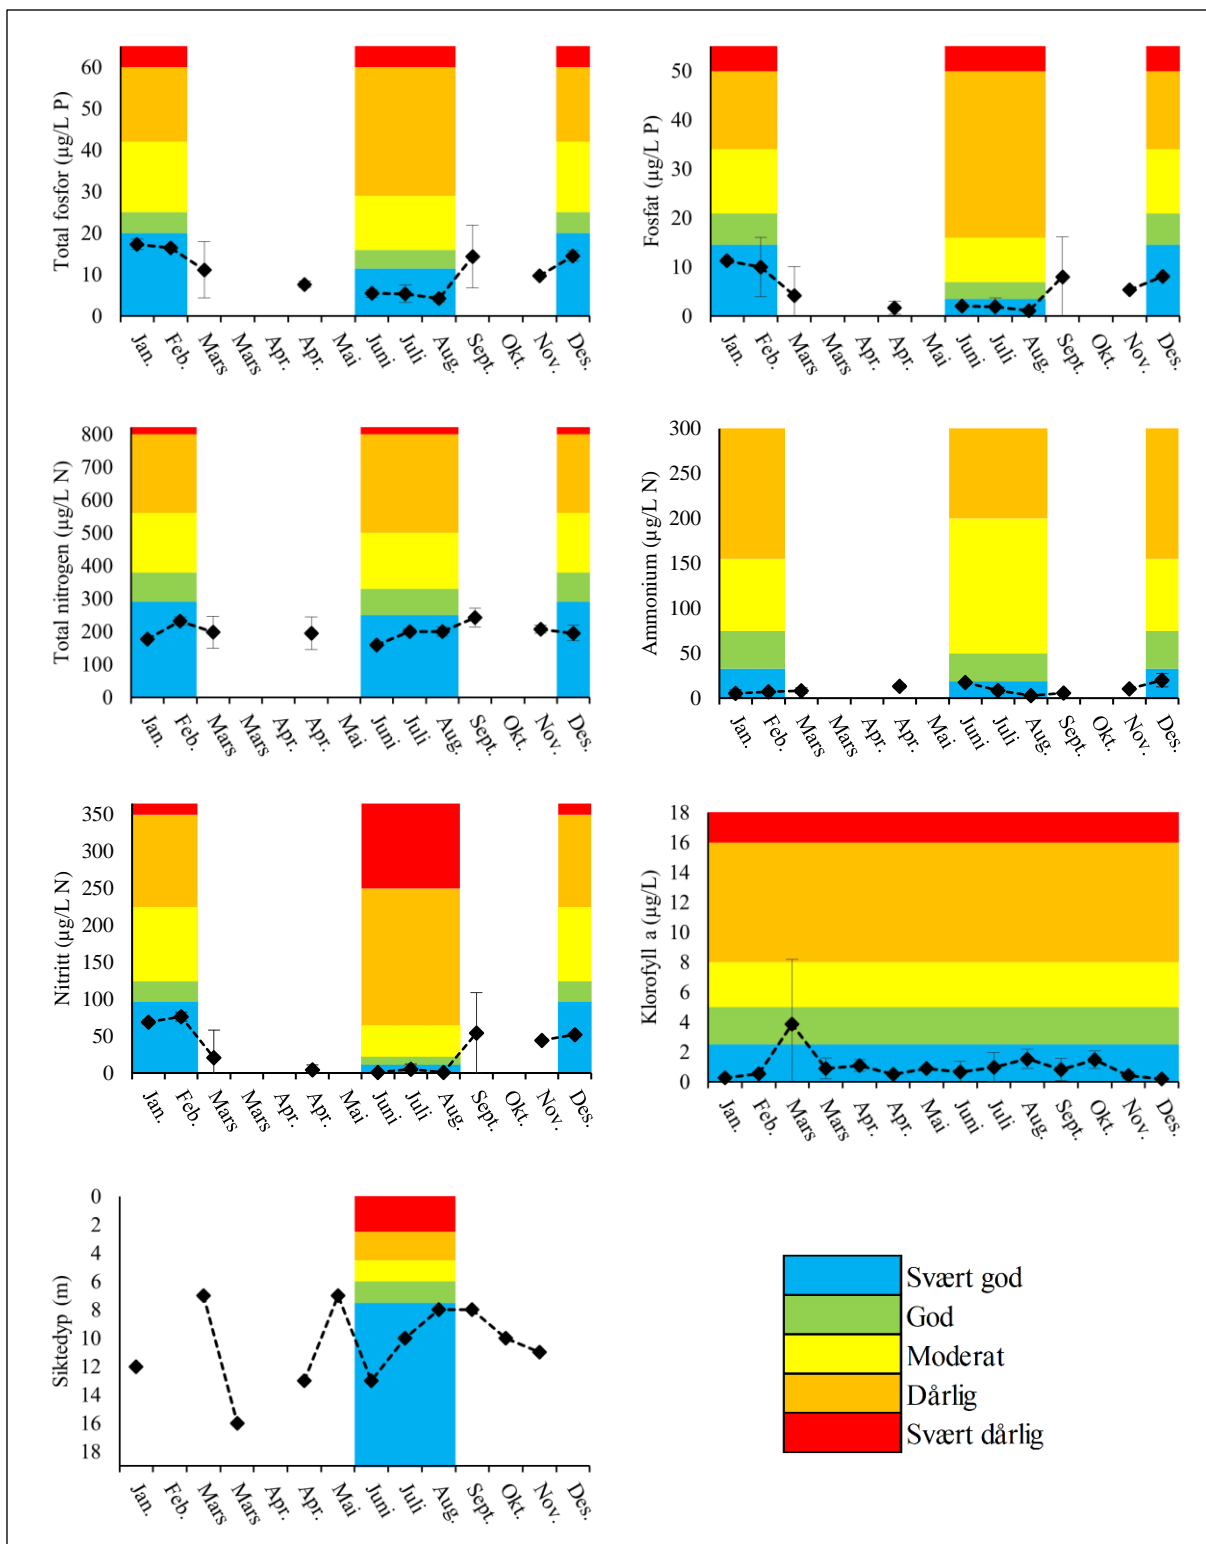 Total fosfor (µg/L P)
60
50
40
30
20
10
0
Jan.
Feb.
Mars
Mars
Apr.
Apr.
Mai
Juni
Juli
Aug.
Sept.
Okt.
Nov.
Des.
Fosfat (µg/L P)
50
40
30
20
10
0
Jan.
Feb.
Mars
Mars
Apr.
Apr.
Mai
Juni
Juli
Aug.
Sept.
Okt.
Nov.
Des.
Total nitrogen (µg/L N)
800
700
600
500
400
300
200
100
0
Jan.
Feb.
Mars
Mars
Apr.
Apr.
Mai
Juni
Juli
Aug.
Sept.
Okt.
Nov.
Des.
Ammonium (µg/L N)
300
250
200
150
100
50
0
Jan.
Feb.
Mars
Mars
Apr.
Apr.
Mai
Juni
Juli
Aug.
Sept.
Okt.
Nov.
Des.
Nitritt (µg/L N)
350
300
250
200
150
100
50
0
Jan.
Feb.
Mars
Mars
Apr.
Apr.
Mai
Juni
Juli
Aug.
Sept.
Okt.
Nov.
Des.
Klorofyll a (µg/L)
18
16
14
12
10
8
6
4
2
0
Jan.
Feb.
Mars
Mars
Apr.
Apr.
Mai
Juni
Juli
Aug.
Sept.
Okt.
Nov.
Des.
Siktedyp (m)
0
2
4
6
8
10
12
14
16
18
Jan.
Feb.
Mars
Mars
Apr.
Apr.
Mai
Juni
Juli
Aug.
Sept.
Okt.
Nov.
Des.
Svært god
God
Moderat
Dårlig
Svært dårlig